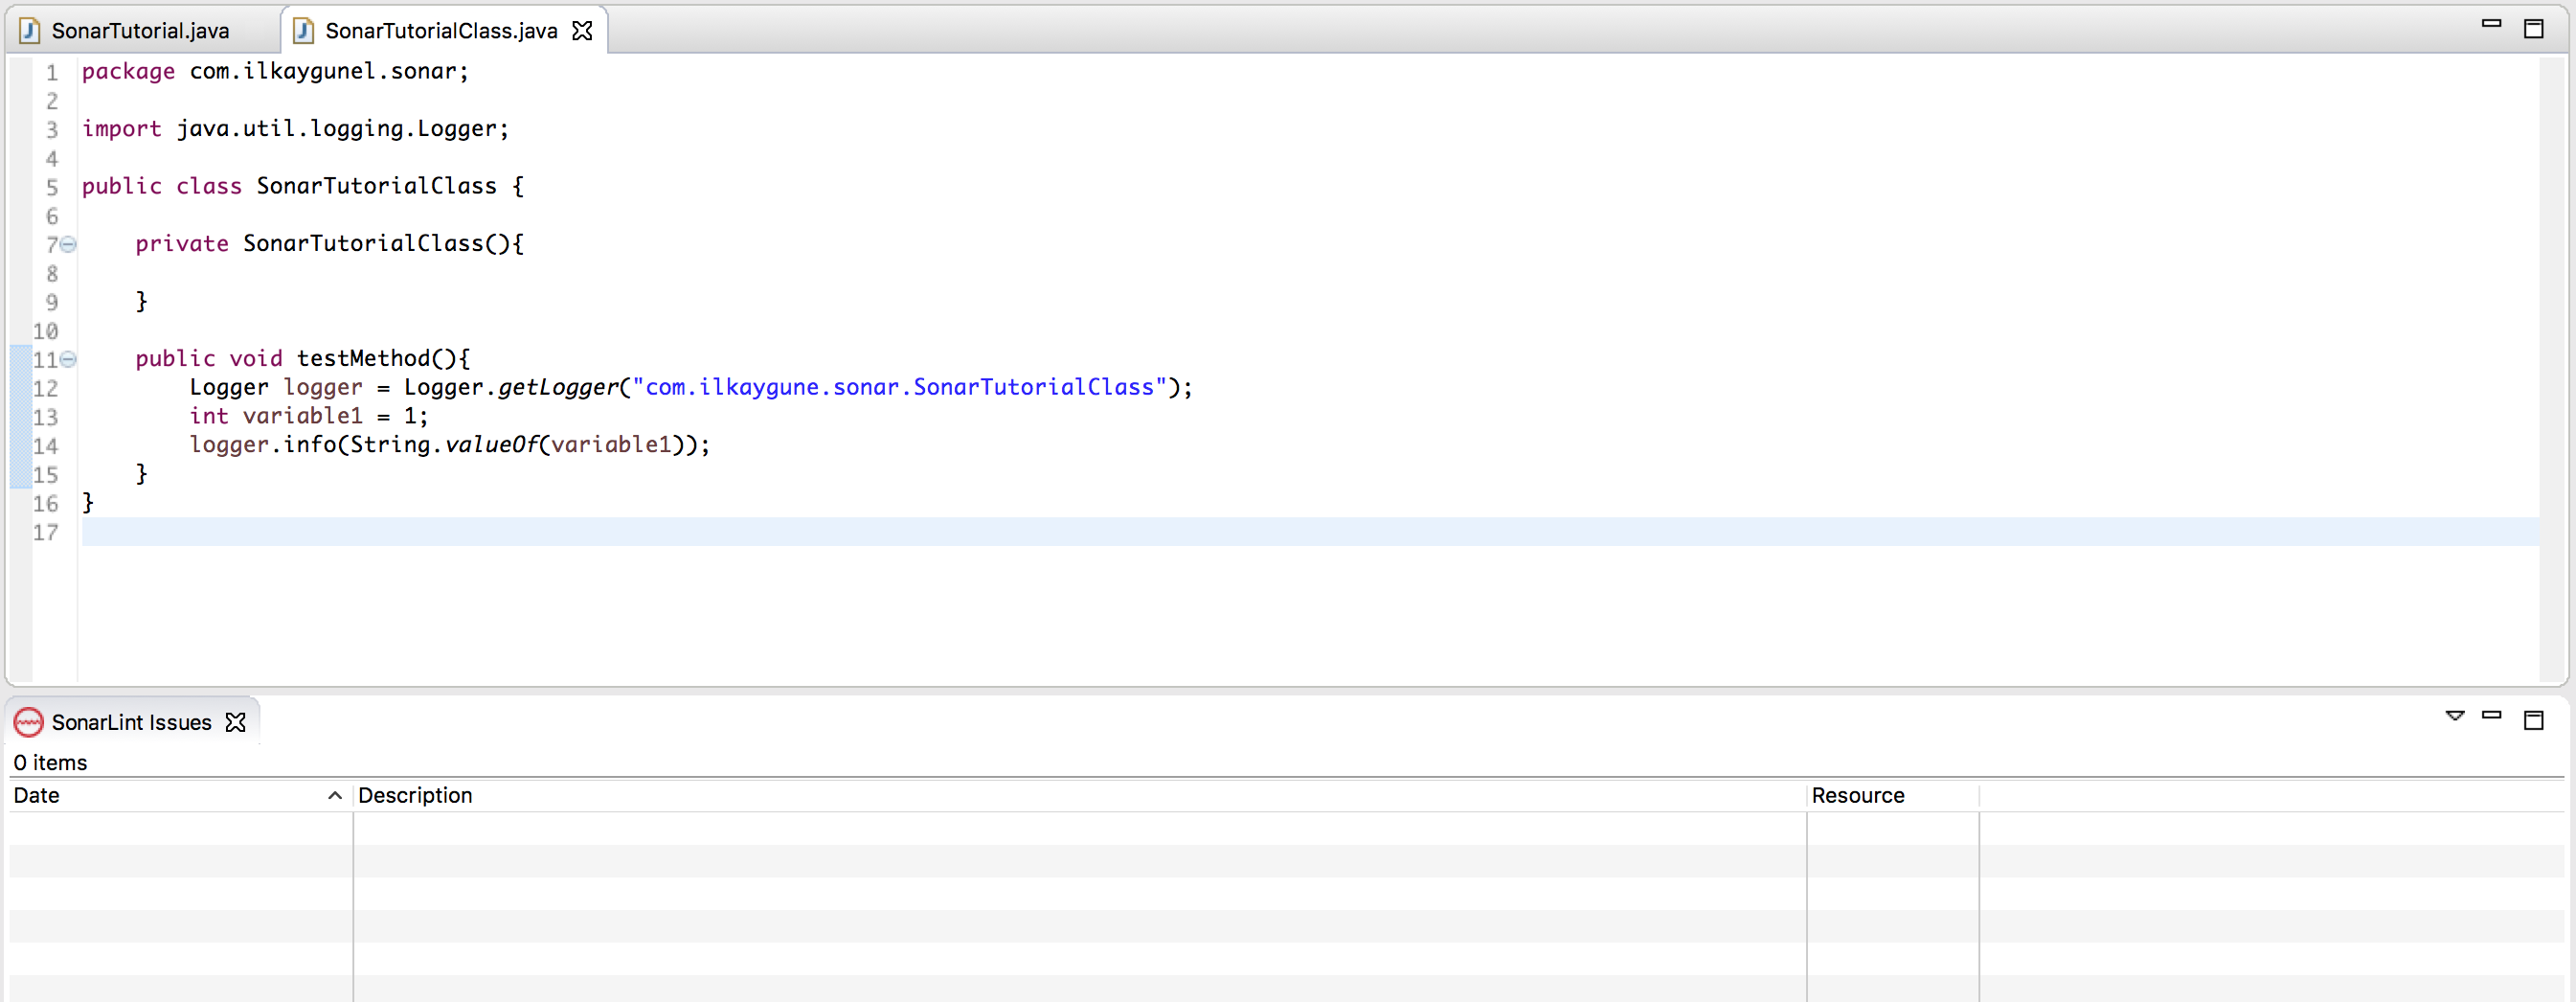 SonarTutorial.java SonarTutorialClass.java
1 package com.ilkaygunel.sonar;
2
3 import java.util.logging.Logger;
4
5 public class SonarTutorialClass {
6
7 private SonarTutorialClass(){
8
9 }
10
11 public void testMethod(){
12 Logger logger = Logger.getLogger("com.ilkaygune.sonar.SonarTutorialClass");
13 int variable1 = 1;
14 logger.info(String.valueOf(variable1));
15 }
16 }
17
SonarLint Issues
0 items
Date Description Resource